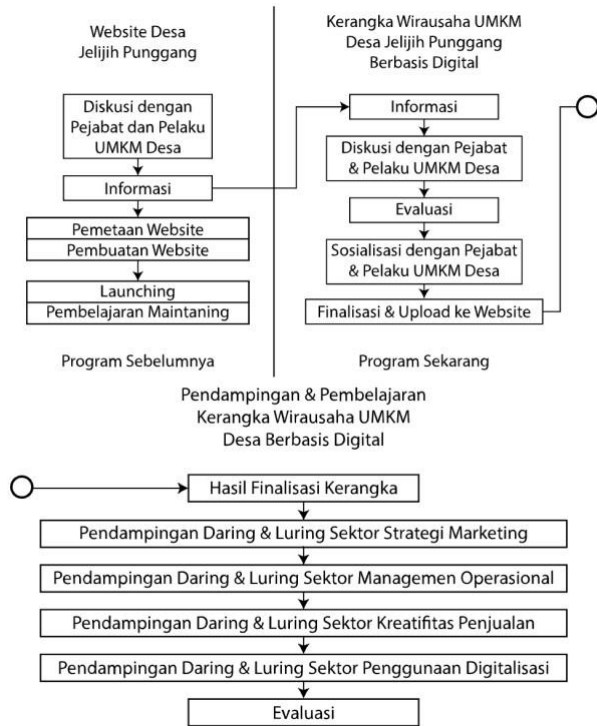 Website Desa
Jelijih Punggang
Diskusi dengan
Pejabat dan Pelaku
UMKM Desa
Informasi
Pemetaan Website
Pembuatan Website
Launching
Pembelajaran Maintaning
Program Sebelumnya
Kerangka Wirausaha UMKM
Desa Jelijih Punggang
Berbasis Digital
Informasi
Diskusi dengan Pejabat
& Pelaku UMKM Desa
Evaluasi
Sosialisasi dengan Pejabat
& Pelaku UMKM Desa
Finalisasi & Upload ke Website
Program Sekarang
Pendampingan & Pembelajaran
Kerangka Wirausaha UMKM
Desa Berbasis Digital
Hasil Finalisasi Kerangka
Pendampingan Daring & Luring Sektor Strategi Marketing
Pendampingan Daring & Luring Sektor Managemen Operasional
Pendampingan Daring & Luring Sektor Kreatifitas Penjualan
Pendampingan Daring & Luring Sektor Penggunaan Digitalisasi
Evaluasi